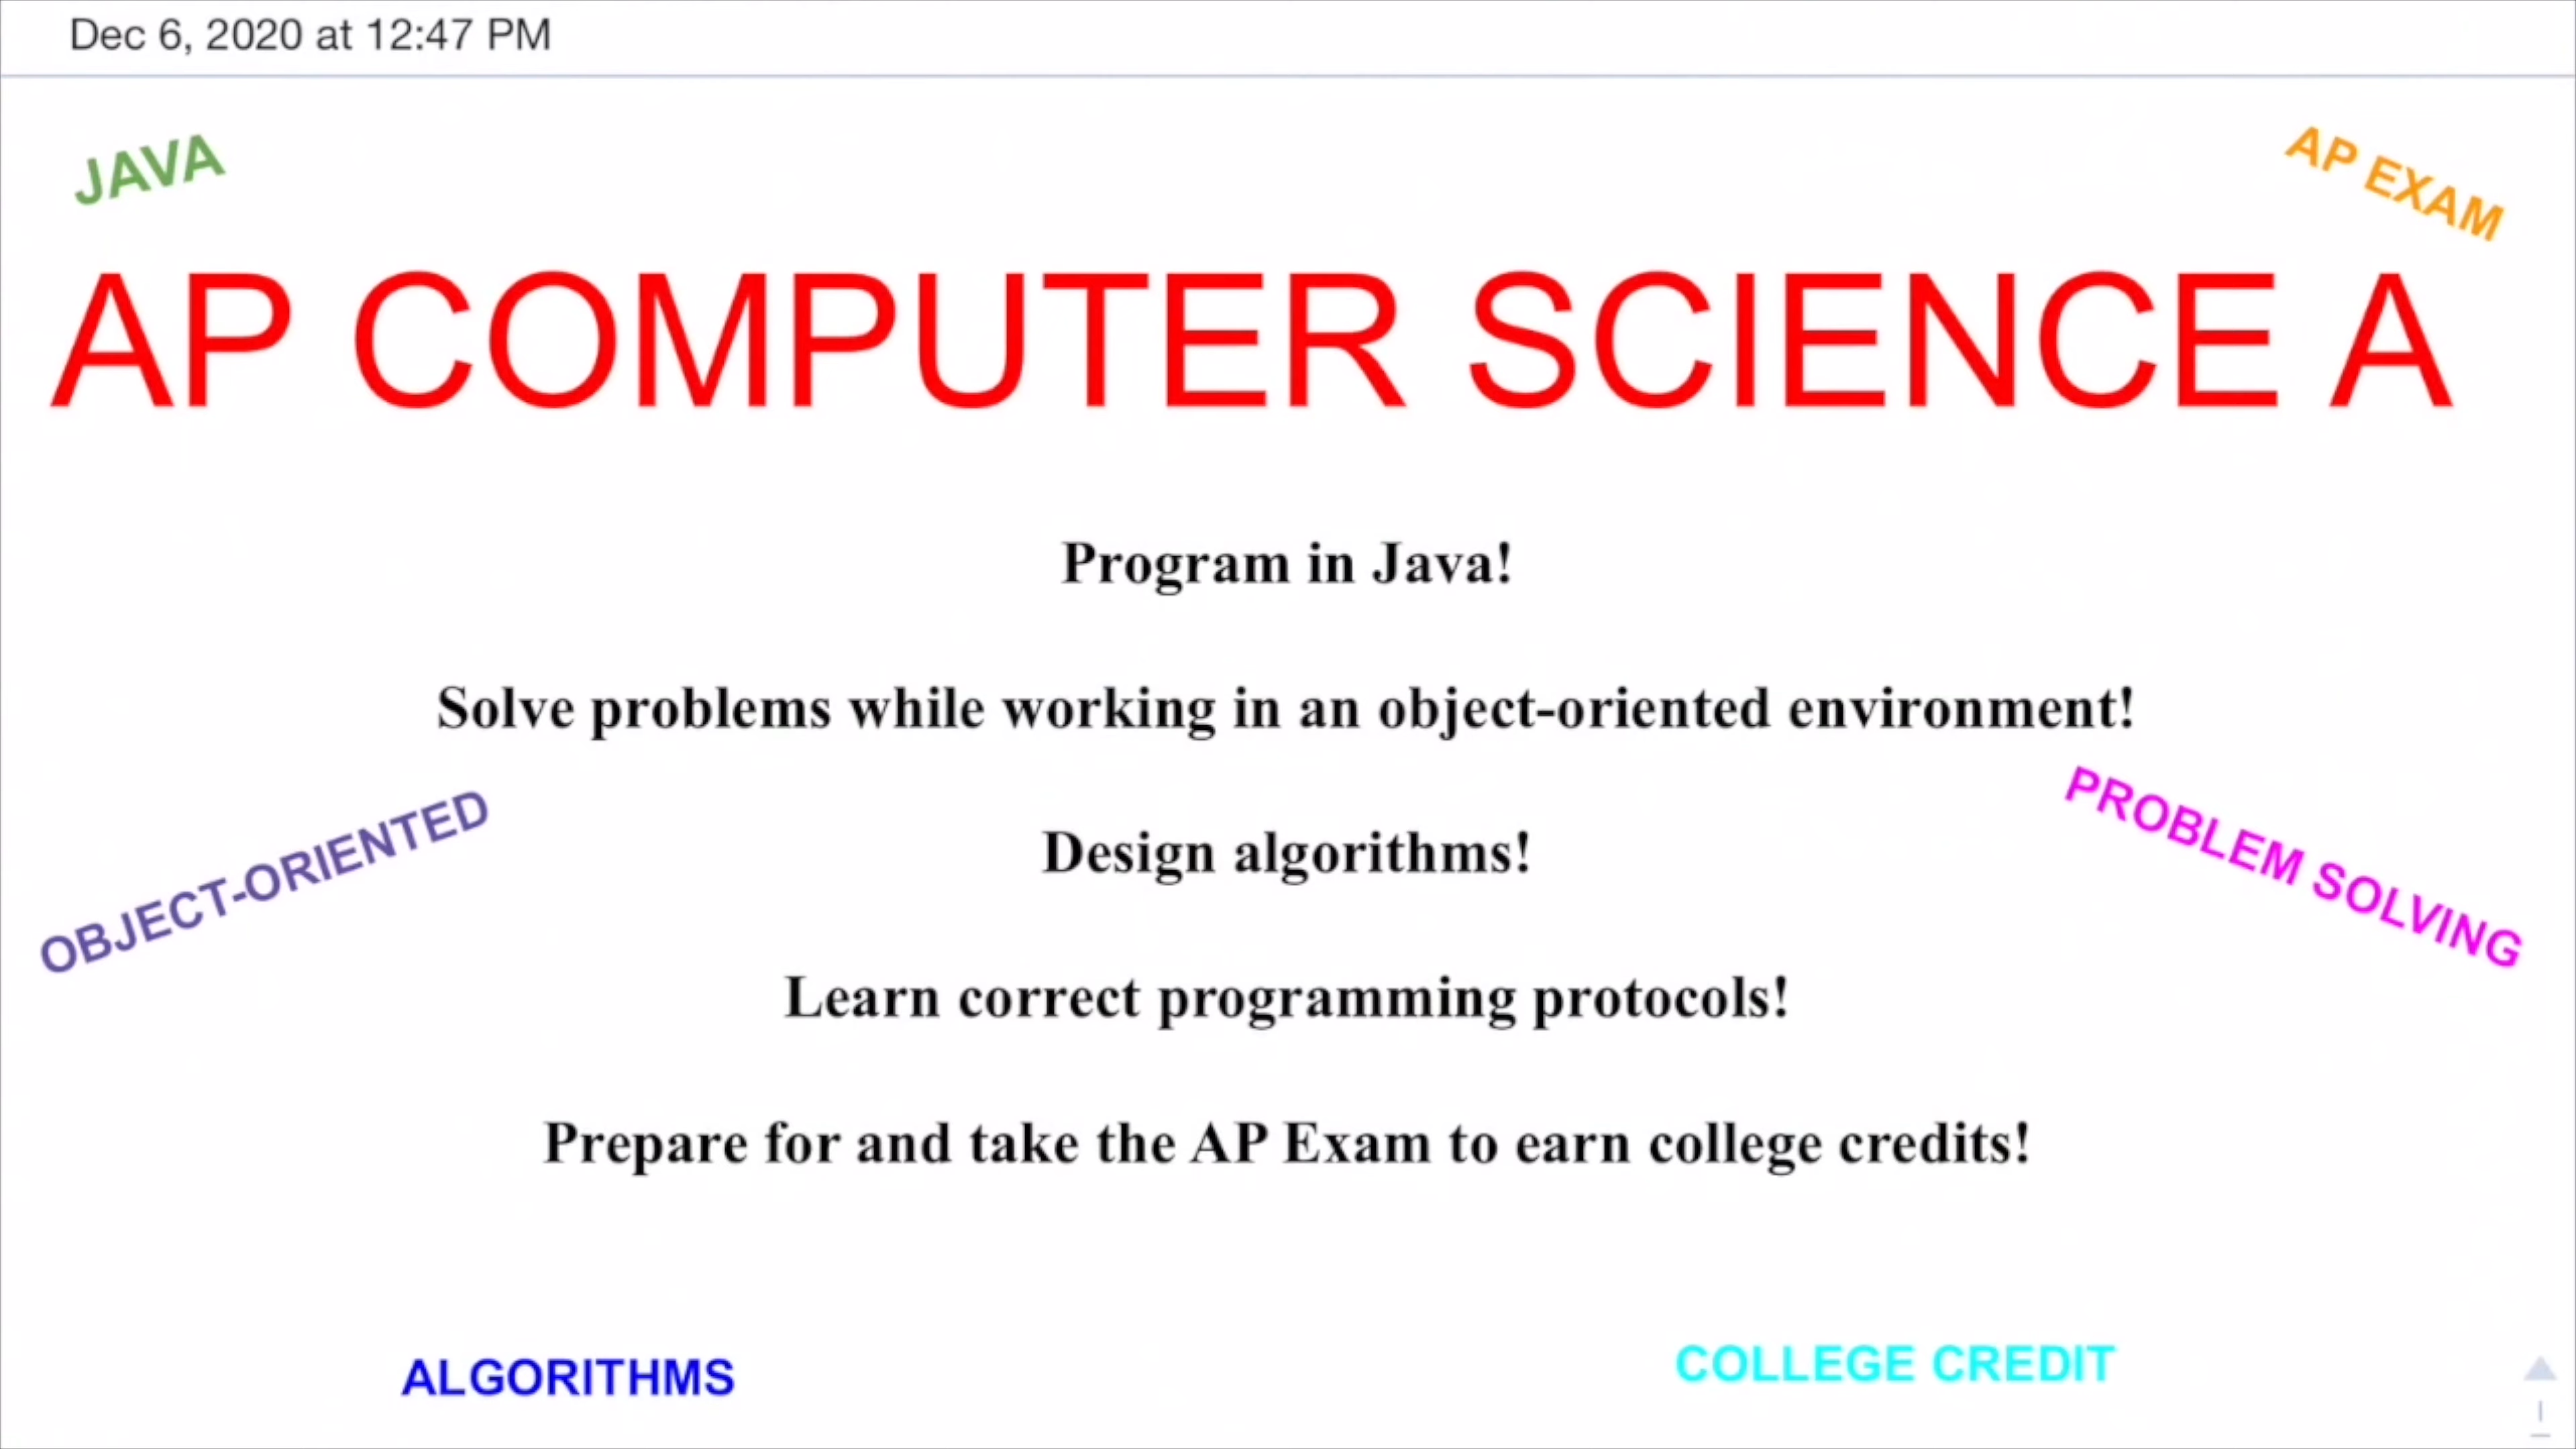 Dec 6, 2020 at 12:47 PM
JAVA
AP EXAM
AP COMPUTER SCIENCE A
Program in Java!
Solve problems while working in an object-oriented environment!
OBJECT-ORIENTED
PROBLEM SOLVING
Design algorithms!
Learn correct programming protocols!
Prepare for and take the AP Exam to earn college credits!
ALGORITHMS
COLLEGE CREDIT